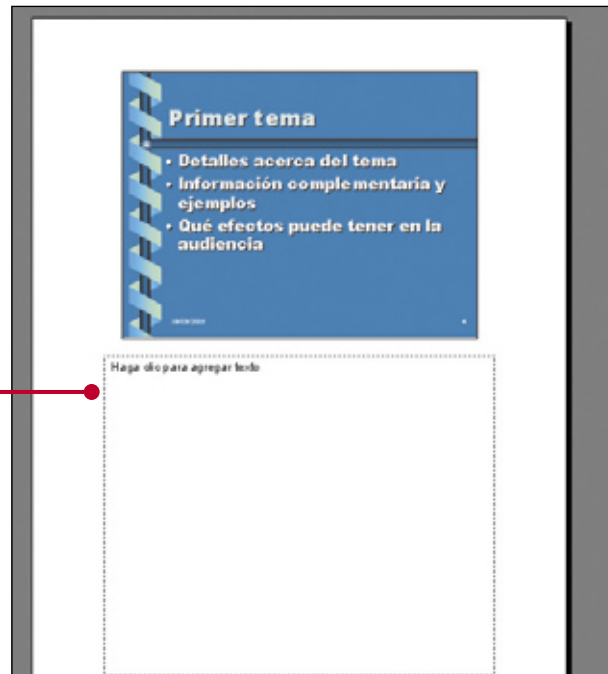 Primer tema
• Detalles acerca del tema
• Información complementaria y
ejemplos
• Qué efectos puede tener en la
audiencia
Haga clic para agregar texto